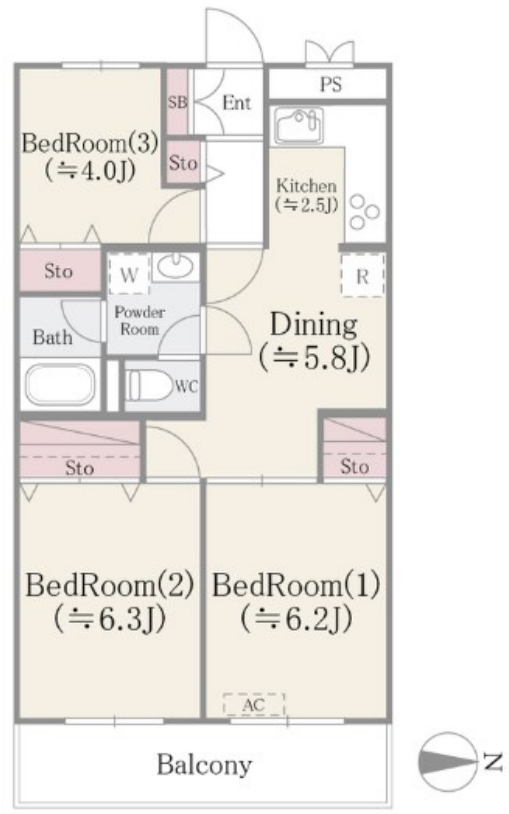 PS
SB
Ent
BedRoom(3)
(≒4.0J)
Sto
Kitchen
(≒2.5J)
Sto
W
R
Powder
Room
Bath
Dining
(≒5.8J)
WC
Sto
Sto
BedRoom(2)
(≒6.3J)
BedRoom(1)
(≒6.2J)
AC
Balcony
N